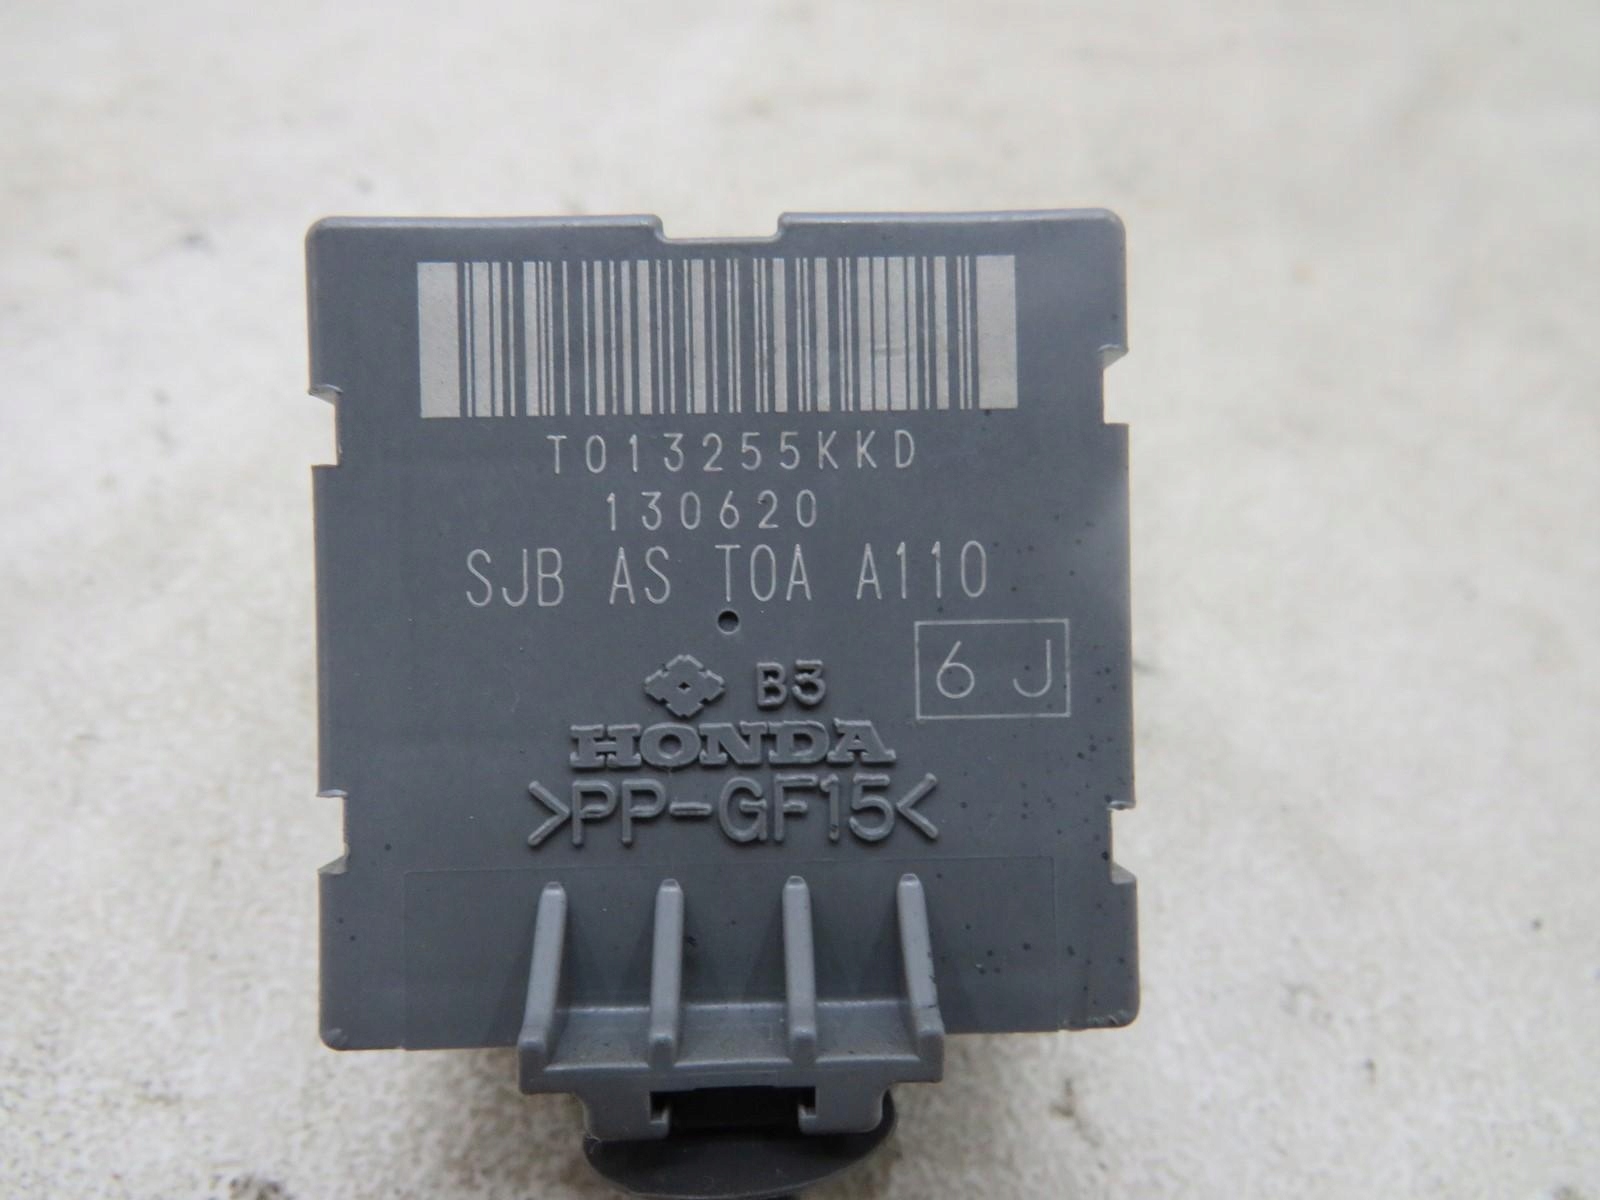 T013255KKD
130620
SJB AS T0A A110
6 J
B3
HONDA
>PP-GF15<